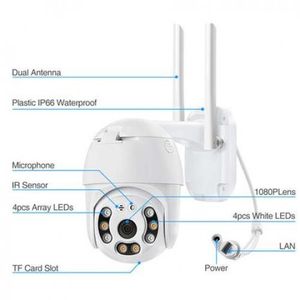 Dual Antenna
Plastic IP66 Waterproof
Microphone
IR Sensor
1080PLens
4pcs Array LEDs
4pcs White LEDs
LAN
TF Card Slot
Power